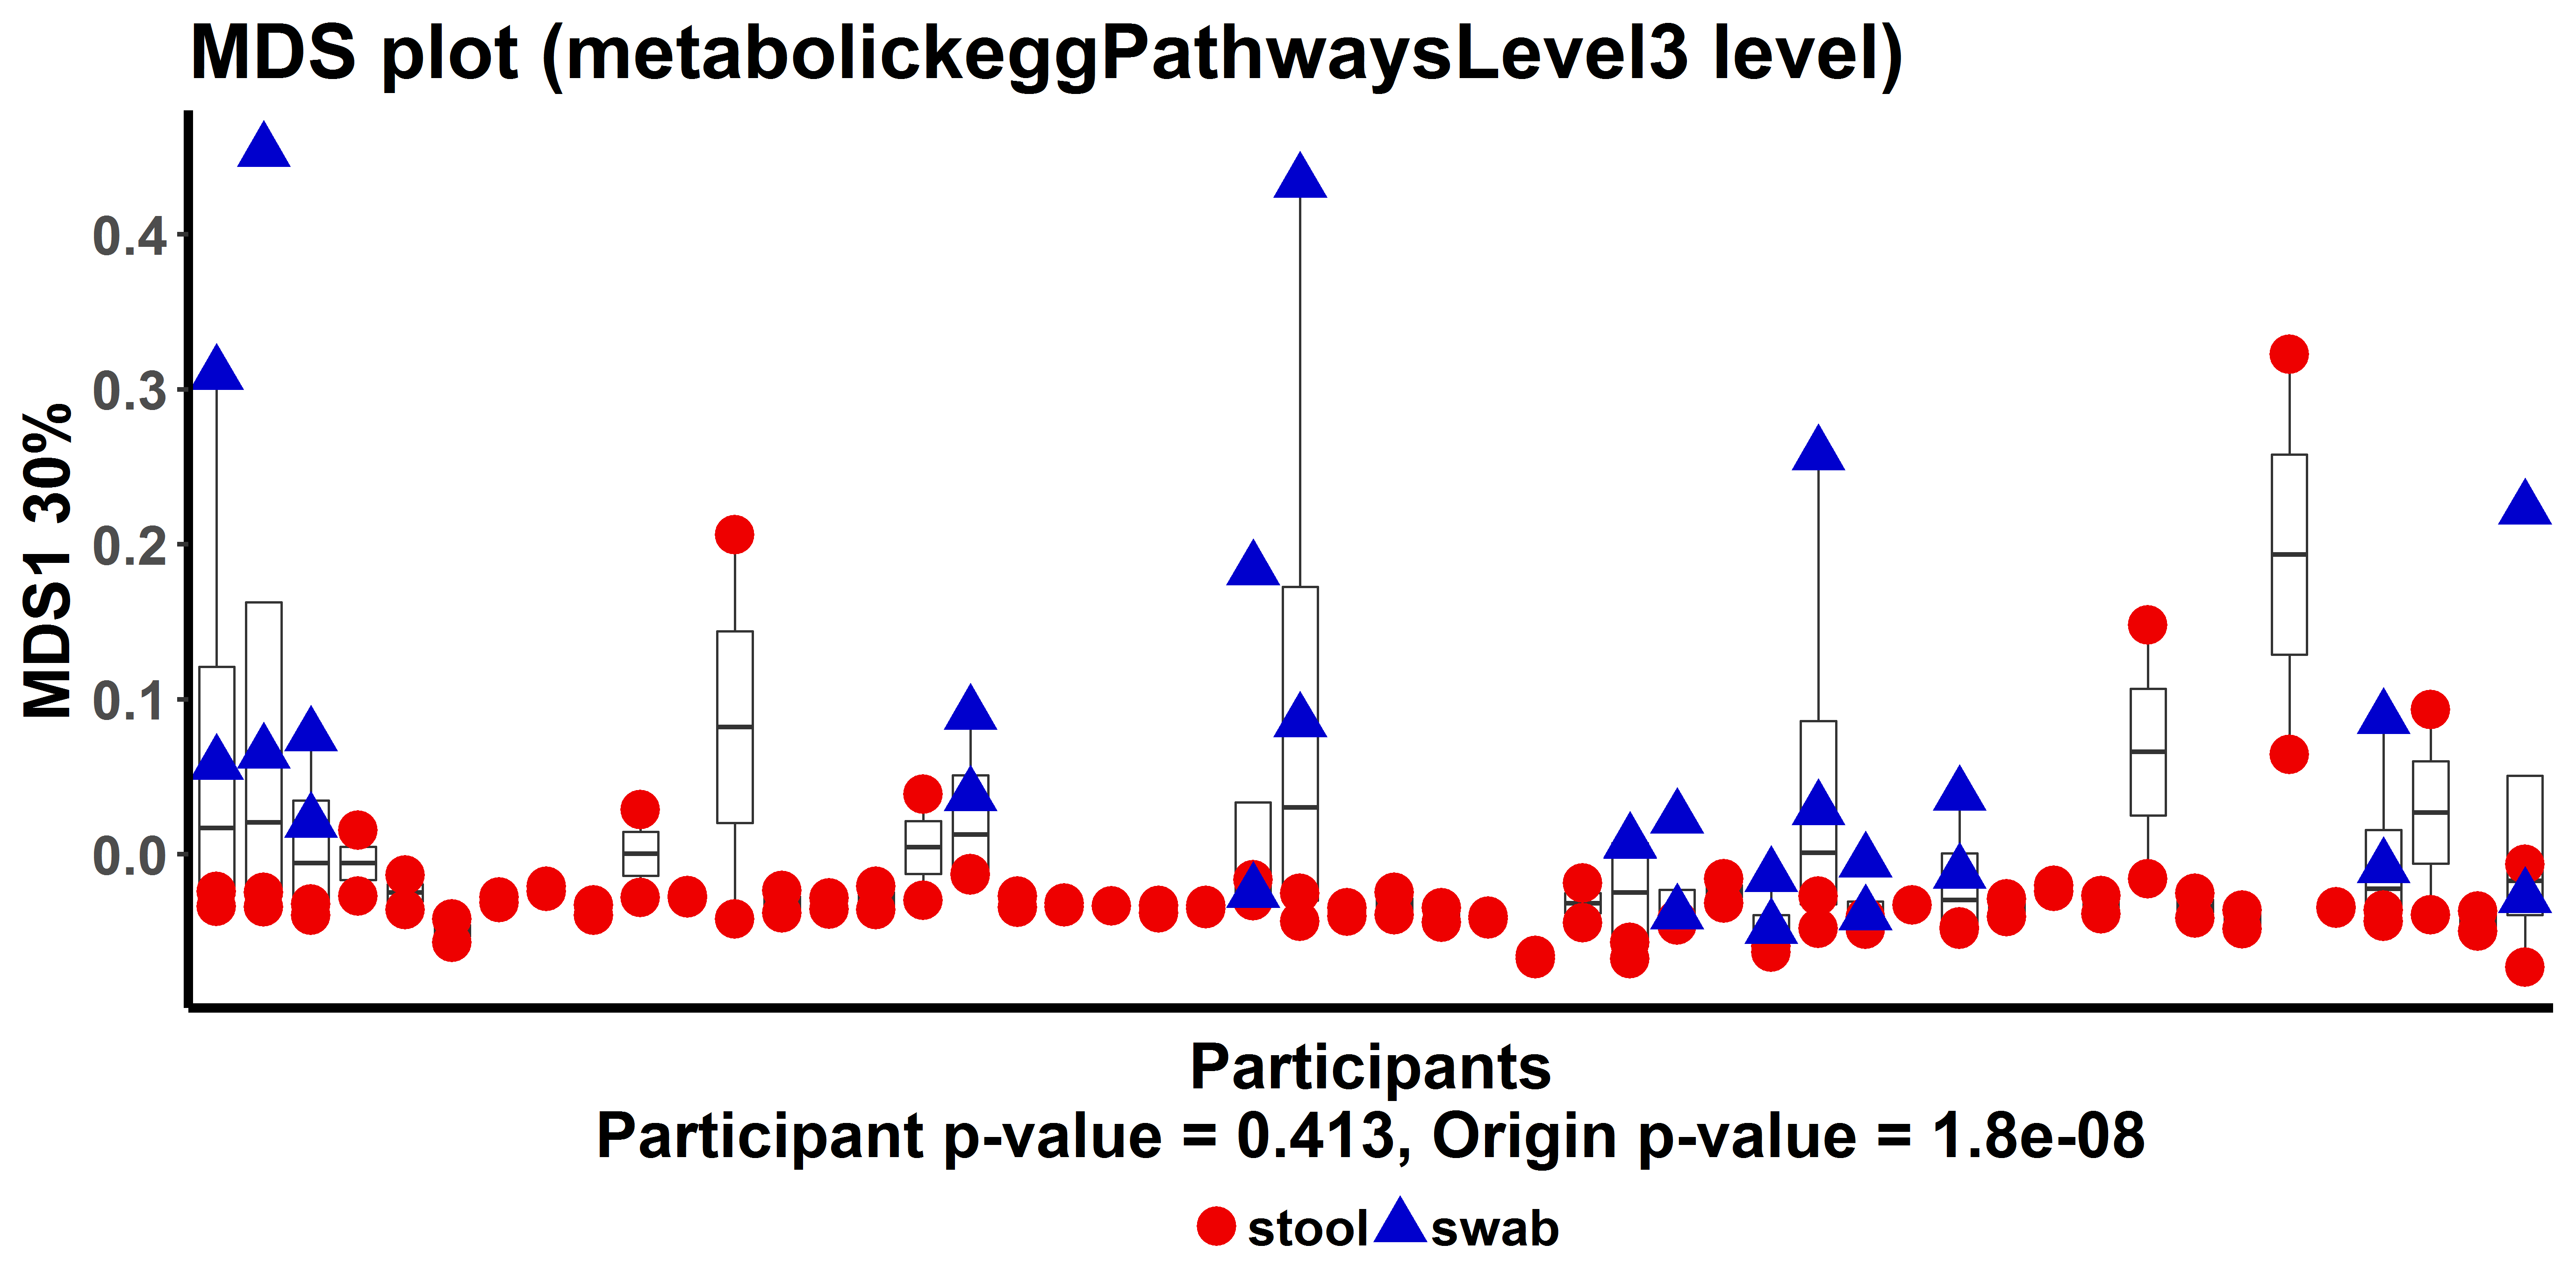 MDS plot (metabolickeggPathwaysLevel3 level)
MDS1 30%
0.4
0.3
0.2
0.1
0.0
Participants
Participant p-value = 0.413, Origin p-value = 1.8e-08
stool swab